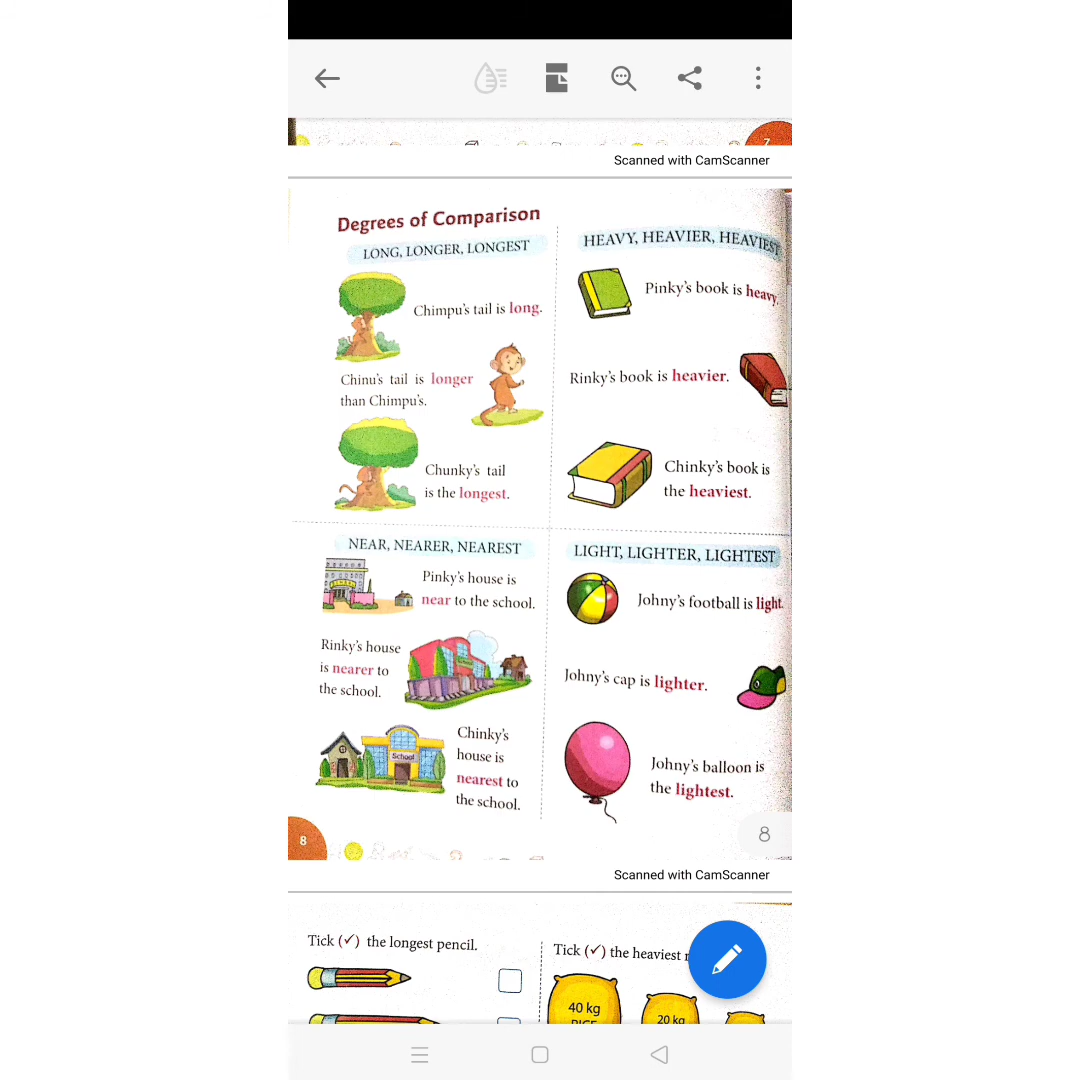 7
Scanned with CamScanner
Degrees of Comparison
LONG, LONGER, LONGEST
Chimpu's tail is long.
Chinu's tail is longer
than Chimpu's.
Chunky's tail
is the longest.
HEAVY, HEAVIER, HEAVIEST
Pinky's book is heavy.
Rinky's book is heavier.
Chinky's book is
the heaviest.
NEAR, NEARER, NEAREST
Pinky's house is
near to the school.
Rinky's house
is nearer to
the school.
School
Chinky's
house is
nearest to
the school.
LIGHT, LIGHTER, LIGHTEST
Johny's football is light.
Johny's cap is lighter.
Johny's balloon is
the lightest.
8
8
Scanned with CamScanner
Tick (✓) the longest pencil.
Tick (✓) the heaviest
40 kg
RICE
20 kg